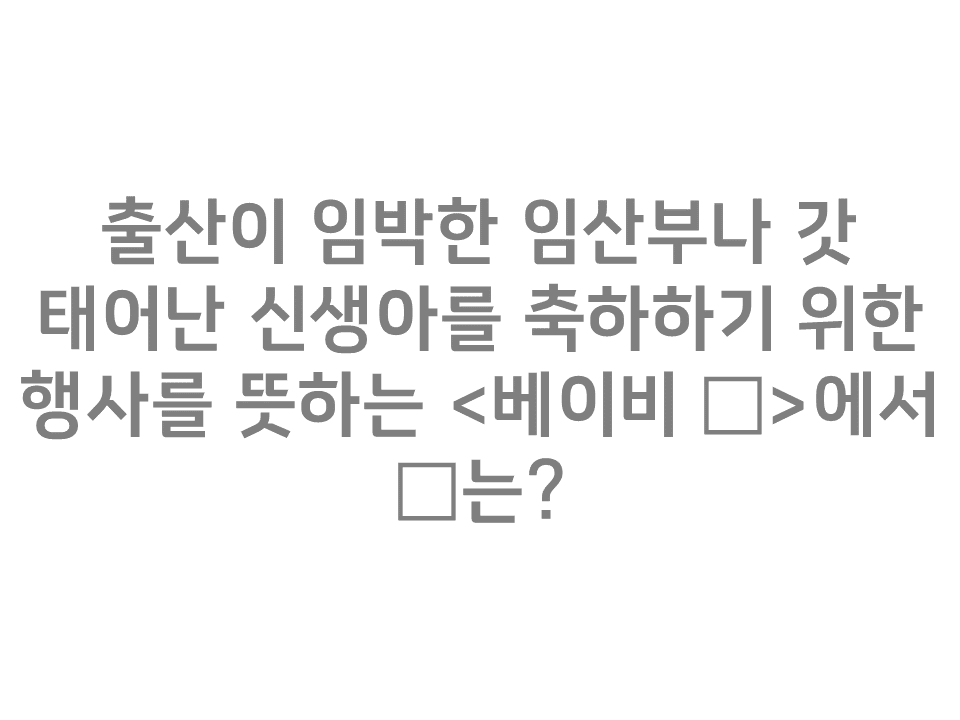 출산이 임박한 임산부나 갓
태어난 신생아를 축하하기 위한
행사를 뜻하는 <베이비 □>에서
□는?